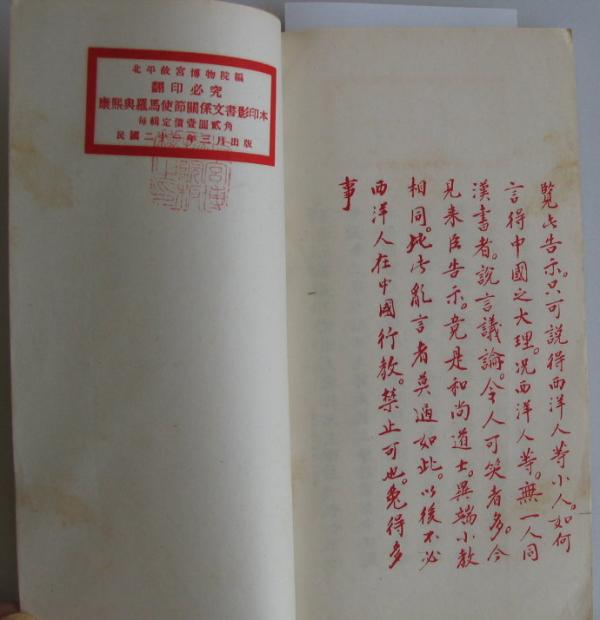 覽此告示。只可說得西洋人等小人。如何
言得中國之大理。况西洋人等。無一人同
漢書者。說言議論。令人可笑者多。今
見來臣告示。竟是和尚道士。異端小教
相同。此等亂言者莫過如此。以後不必
西洋人在中國行教。禁止可也。免得多
事
北平故宮博物院編
翻印必究
康熙與羅馬使節關係文書影印本
每輯定價壹圓貳角
民國二十一年三月出版